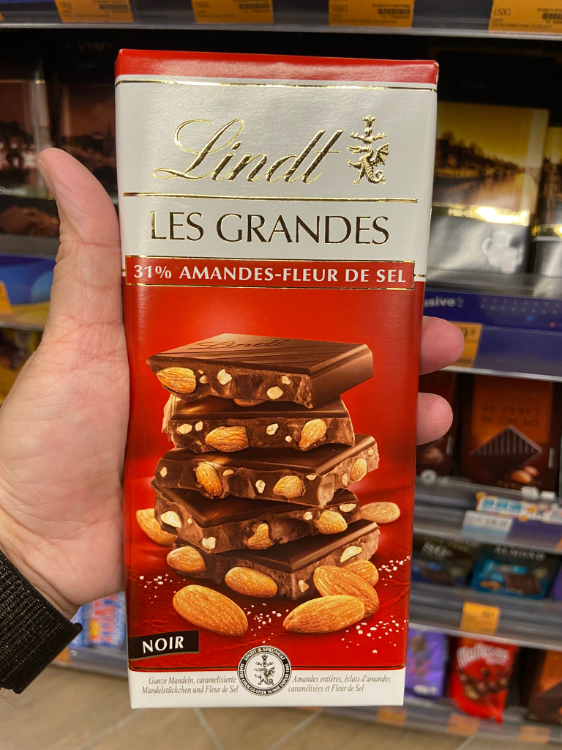 Lindt
LES GRANDES
31% AMANDES-FLEUR DE SEL
NOIR
Ganze Mandeln, caramelisierte
Mandelstückchen und Fleur de Sel
Amandes entières, éclats d'amandes
caramélisées et Fleur de Sel
LINDT & SPRÜNGLI